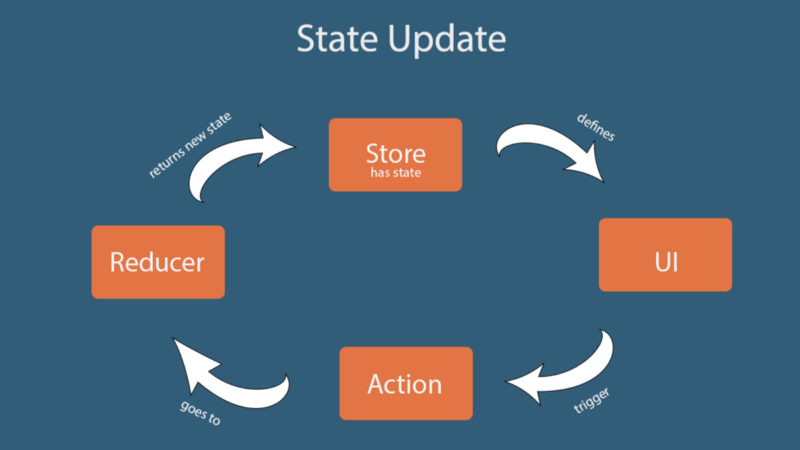 State Update
returns new state
Store
has state
defines
Reducer
UI
Action
goes to
trigger